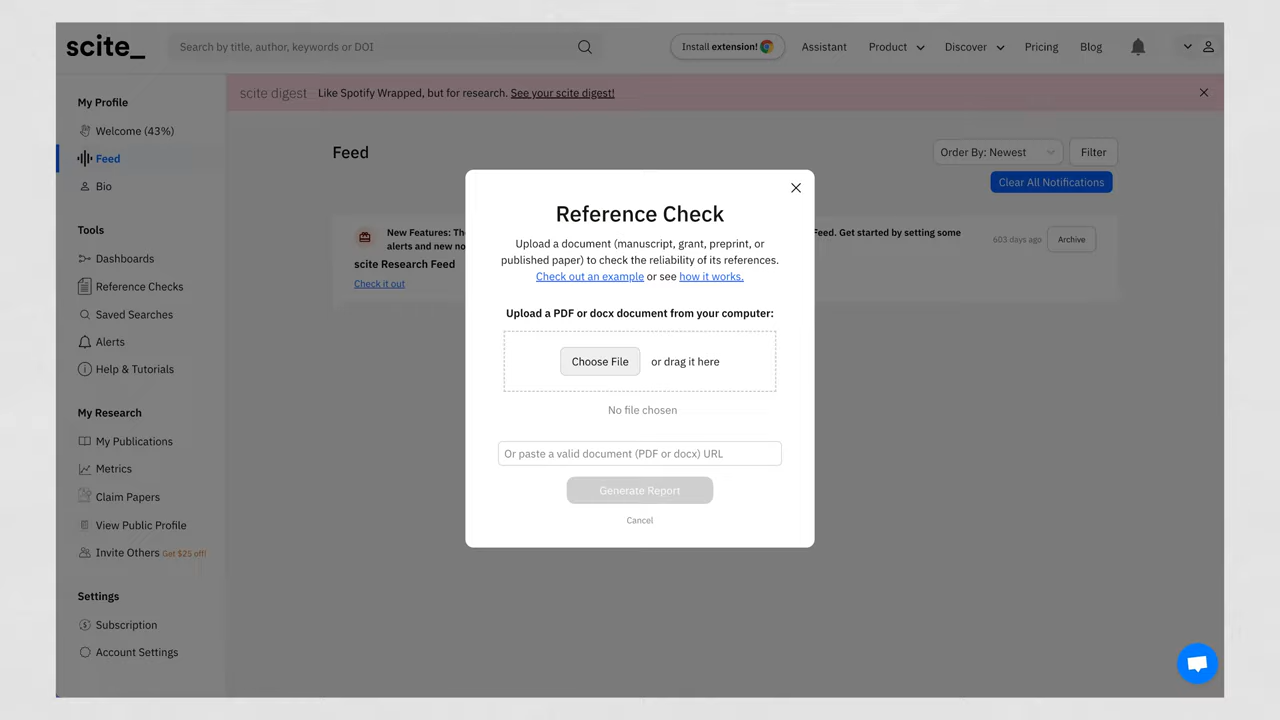 scite_
Search by title, author, keywords or DOI
Install extension!
Assistant
Product
Discover
Pricing
Blog
scite digest Like Spotify Wrapped, but for research. See your scite digest!
My Profile
Welcome (43%)
Feed
Bio
Tools
Dashboards
Reference Checks
Saved Searches
Alerts
Help & Tutorials
My Research
My Publications
Metrics
Claim Papers
View Public Profile
Invite Others Get $25 off!
Settings
Subscription
Account Settings
Feed
Order By: Newest
Filter
Clear All Notifications
New Features: Th
Feed. Get started by setting some
alerts and new no
603 days ago
Archive
scite Research Feed
Check it out
Reference Check
Upload a document (manuscript, grant, preprint, or
published paper) to check the reliability of its references.
Check out an example or see how it works.
Upload a PDF or docx document from your computer:
Choose File or drag it here
No file chosen
Or paste a valid document (PDF or docx) URL
Generate Report
Cancel